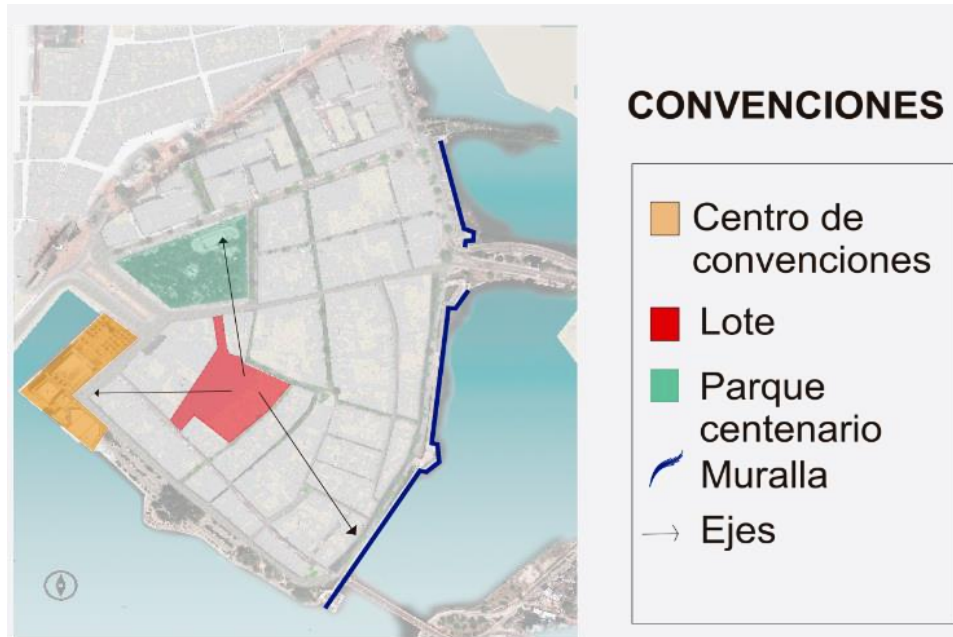 CONVENCIONES
Centro de
convenciones
Lote
Parque
centenario
Muralla
Ejes